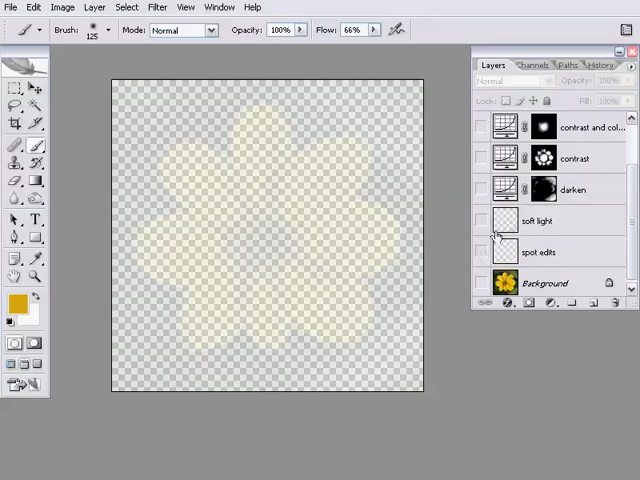 File Edit Image Layer Select Filter View Window Help
Brush: 125 Mode: Normal Opacity: 100% Flow: 66%
Layers Channels Paths History
Normal Opacity: 100%
Lock: Fill: 100%
contrast and col...
contrast
darken
soft light
spot edits
Background
T